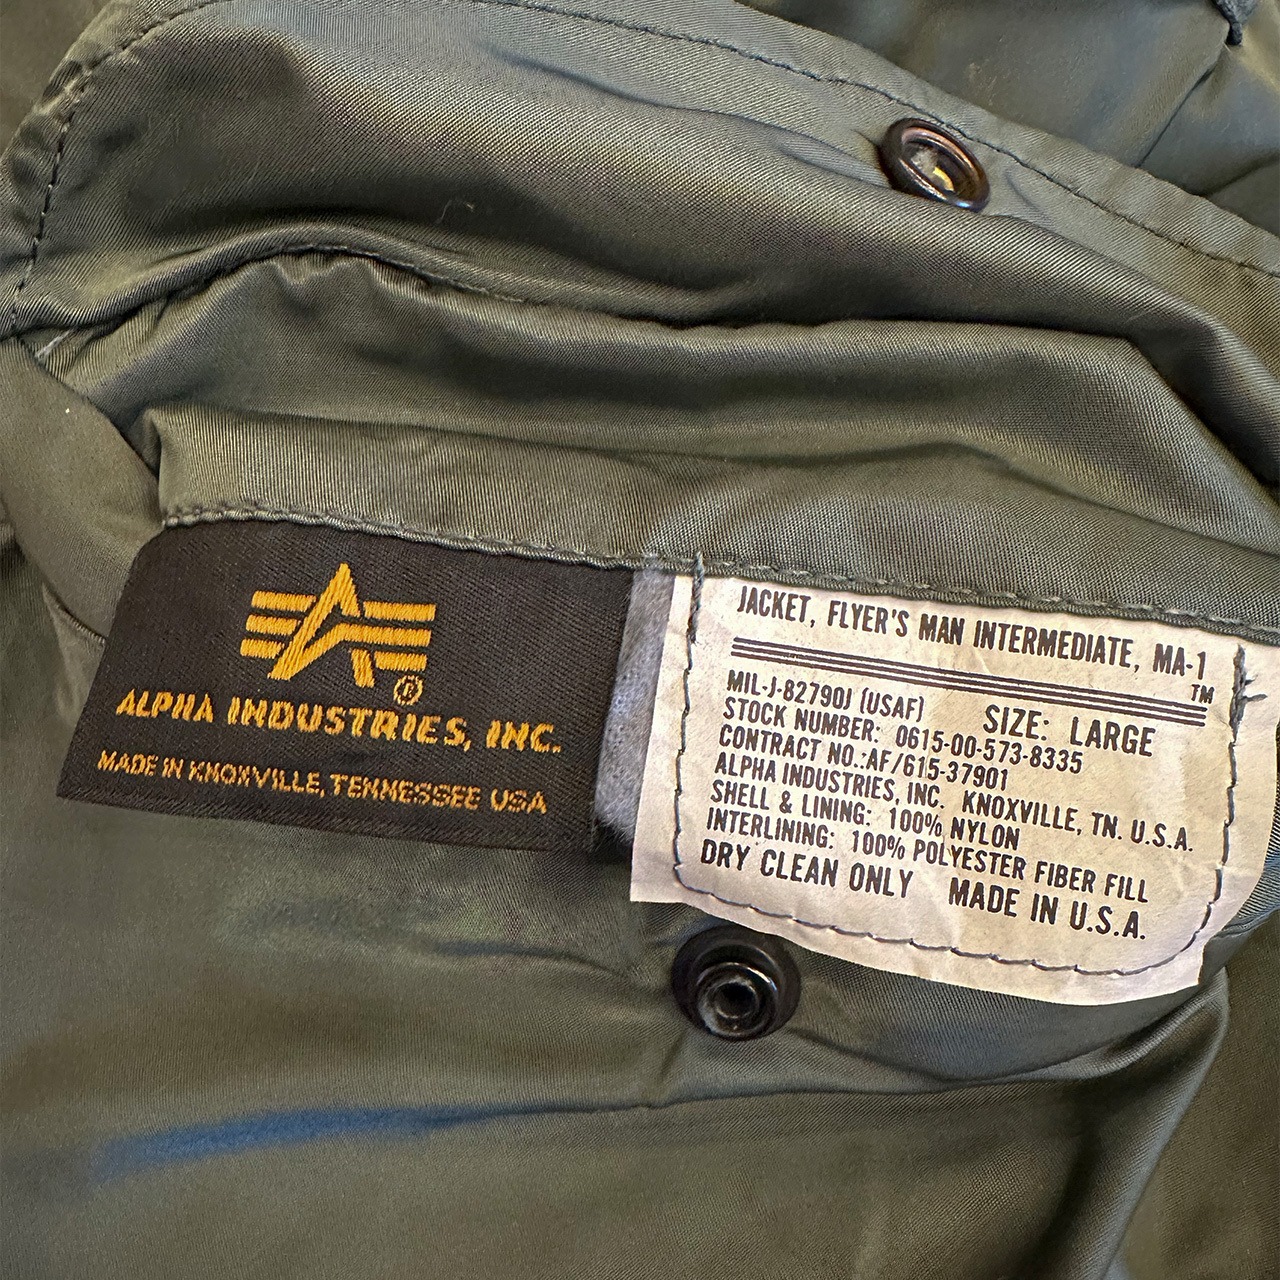 ALPHA INDUSTRIES, INC.
MADE IN KNOXVILLE, TENNESSEE USA
JACKET, FLYER'S MAN INTERMEDIATE, MA-1
TM
MIL-J-82790J (USAF) SIZE: LARGE
STOCK NUMBER: 0615-00-573-8335
CONTRACT NO.:AF/615-37901
ALPHA INDUSTRIES, INC. KNOXVILLE, TN. U.S.A.
SHELL & LINING: 100% NYLON
INTERLINING: 100% POLYESTER FIBER FILL
DRY CLEAN ONLY MADE IN U.S.A.